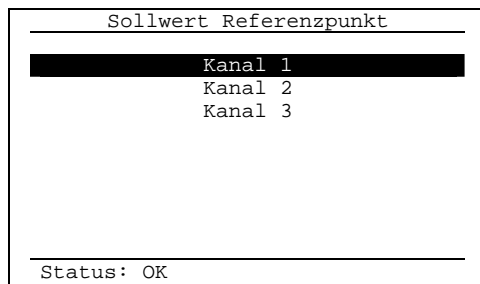 Sollwert Referenzpunkt
Kanal 1
Kanal 2
Kanal 3
Status: OK